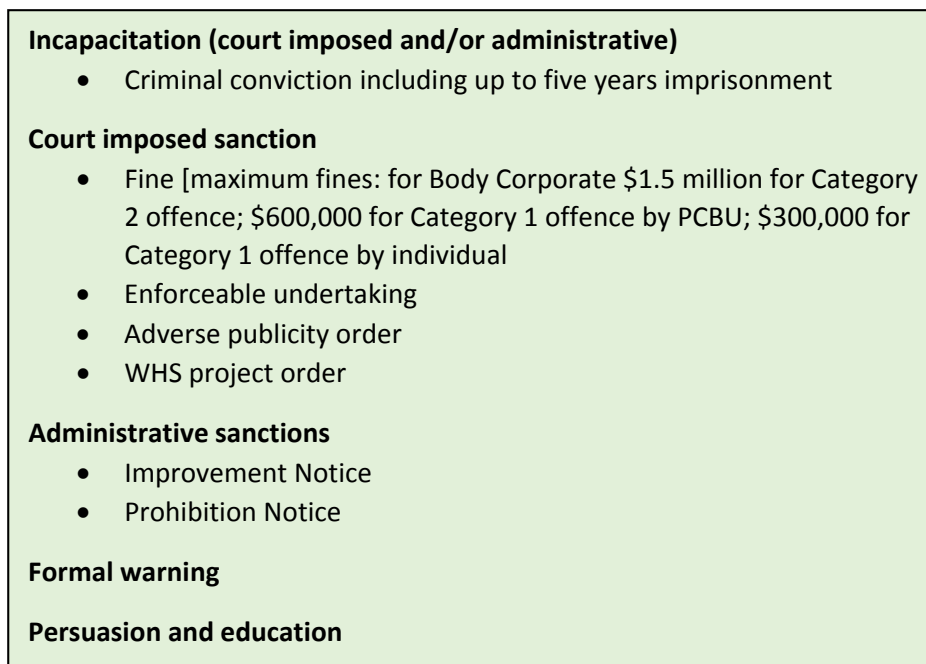 Incapacitation (court imposed and/or administrative)
• Criminal conviction including up to five years imprisonment
Court imposed sanction
• Fine [maximum fines: for Body Corporate $1.5 million for Category
2 offence; $600,000 for Category 1 offence by PCBU; $300,000 for
Category 1 offence by individual
• Enforceable undertaking
• Adverse publicity order
• WHS project order
Administrative sanctions
• Improvement Notice
• Prohibition Notice
Formal warning
Persuasion and education